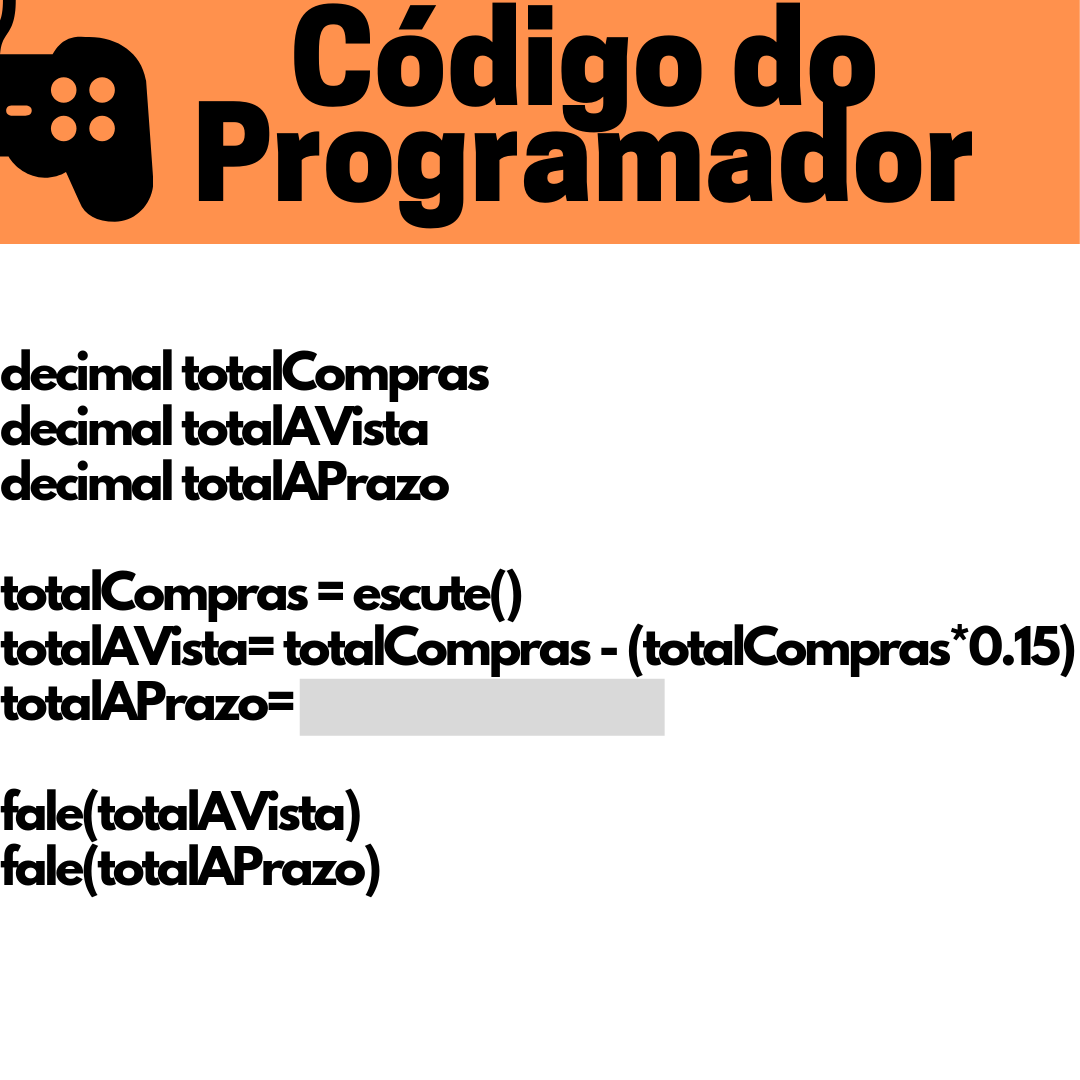 Código do
Programador
decimal totalCompras
decimal totalAVista
decimal totalAPrazo
totalCompras = escute()
totalAVista= totalCompras - (totalCompras*0.15)
totalAPrazo=
fale(totalAVista)
fale(totalAPrazo)